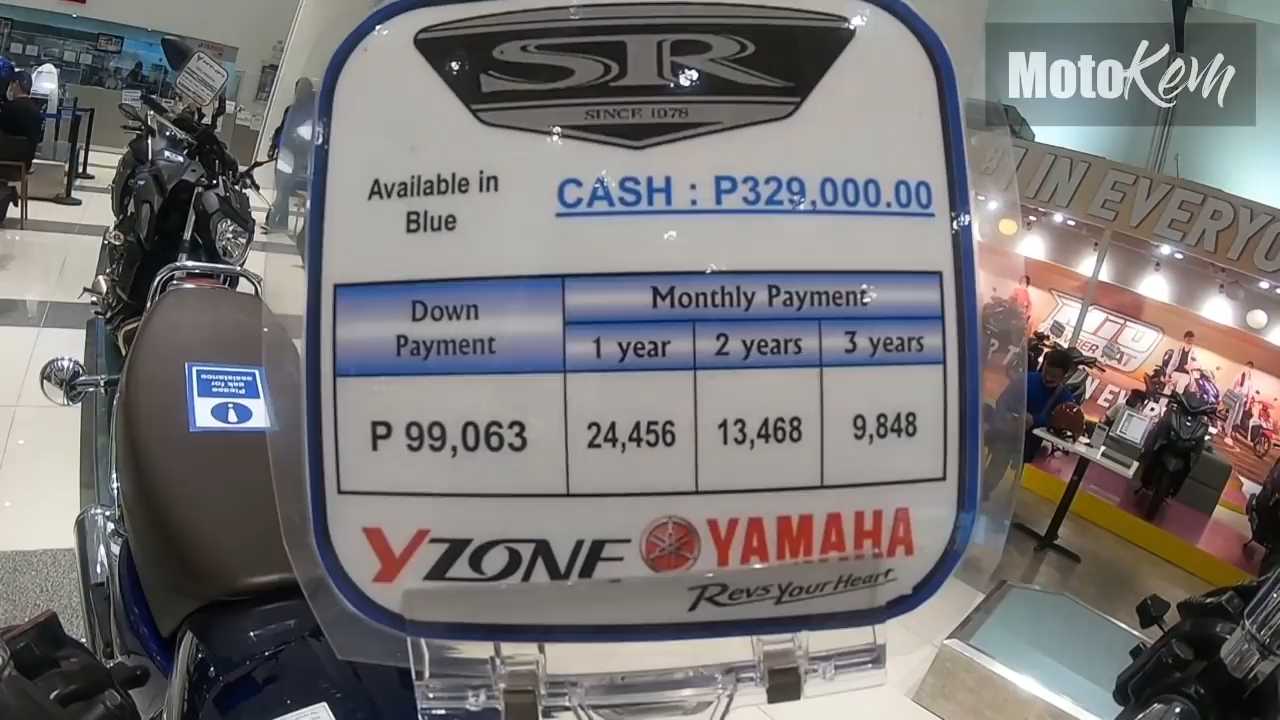 MotoKevin
SR
SINCE 1978
Available in
Blue
CASH : P329,000.00
Down
Payment
Monthly Payment
1 year
2 years
3 years
P 99,063
24,456
13,468
9,848
YZONE
YAMAHA
Revs Your Heart
Please
ask for
assistance
IN EVERYO